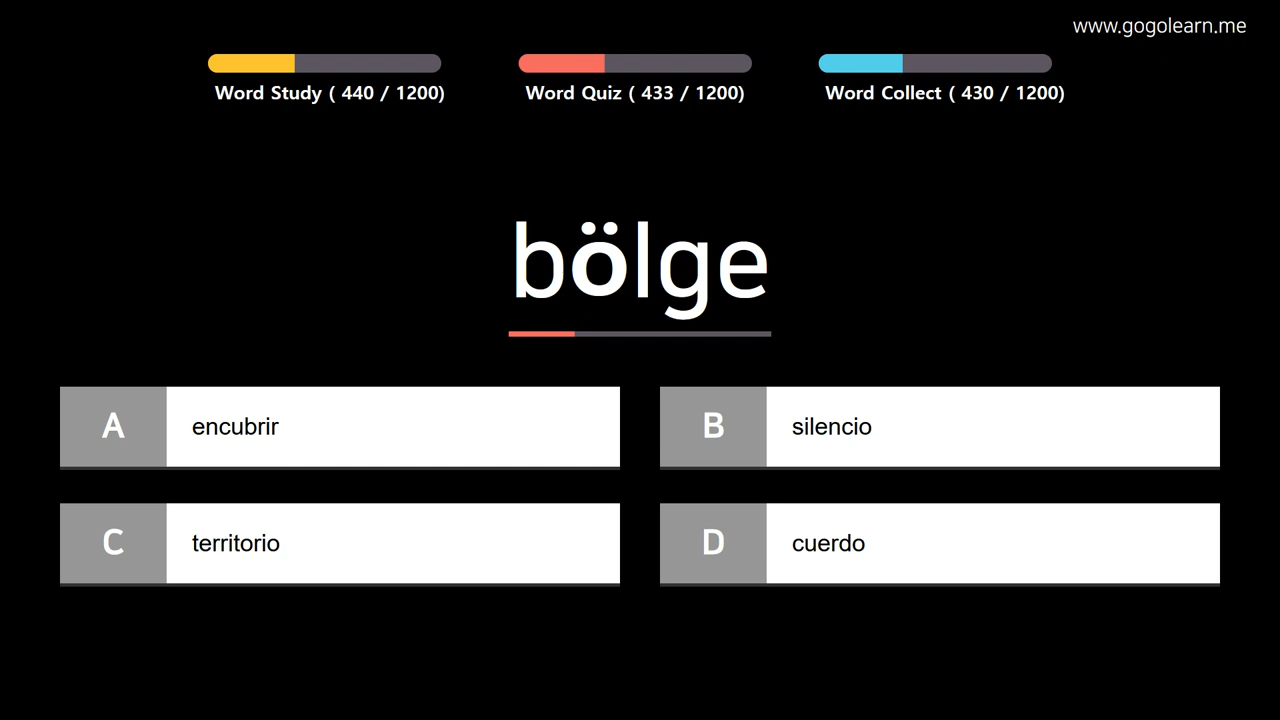 www.gogolearn.me
Word Study ( 440 / 1200)
Word Quiz ( 433 / 1200)
Word Collect ( 430 / 1200)
bölge
A encubrir
B silencio
C territorio
D cuerdo